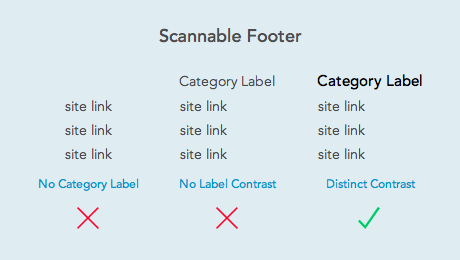 Scannable Footer
Category Label Category Label
site link site link site link
site link site link site link
site link site link site link
No Category Label No Label Contrast Distinct Contrast